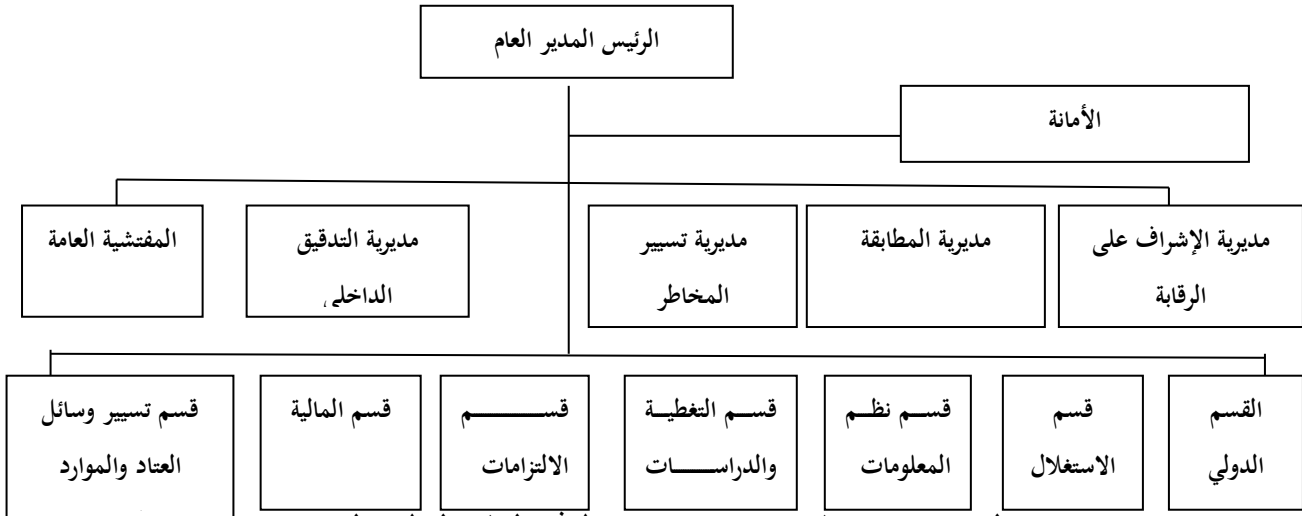 الرئيس المدير العام
الأمانة
مديرية الإشراف على
الرقابة
مديرية المطابقة
مديرية تسيير
المخاطر
مديرية التدقيق
الداخلي
المفتشية العامة
القسم
الدولي
قسم
الاستغلال
قسم نظم
المعلومات
قسم التغطية
والدراسات
قسم
الالتزامات
قسم المالية
قسم تسيير وسائل
العتاد والموارد